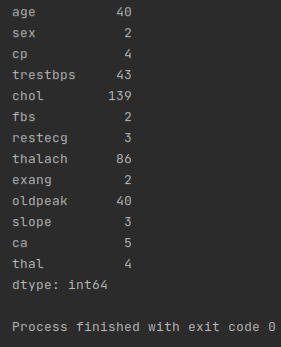 age 40
sex 2
cp 4
trestbps 43
chol 139
fbs 2
restecg 3
thalach 86
exang 2
oldpeak 40
slope 3
ca 5
thal 4
dtype: int64
Process finished with exit code 0